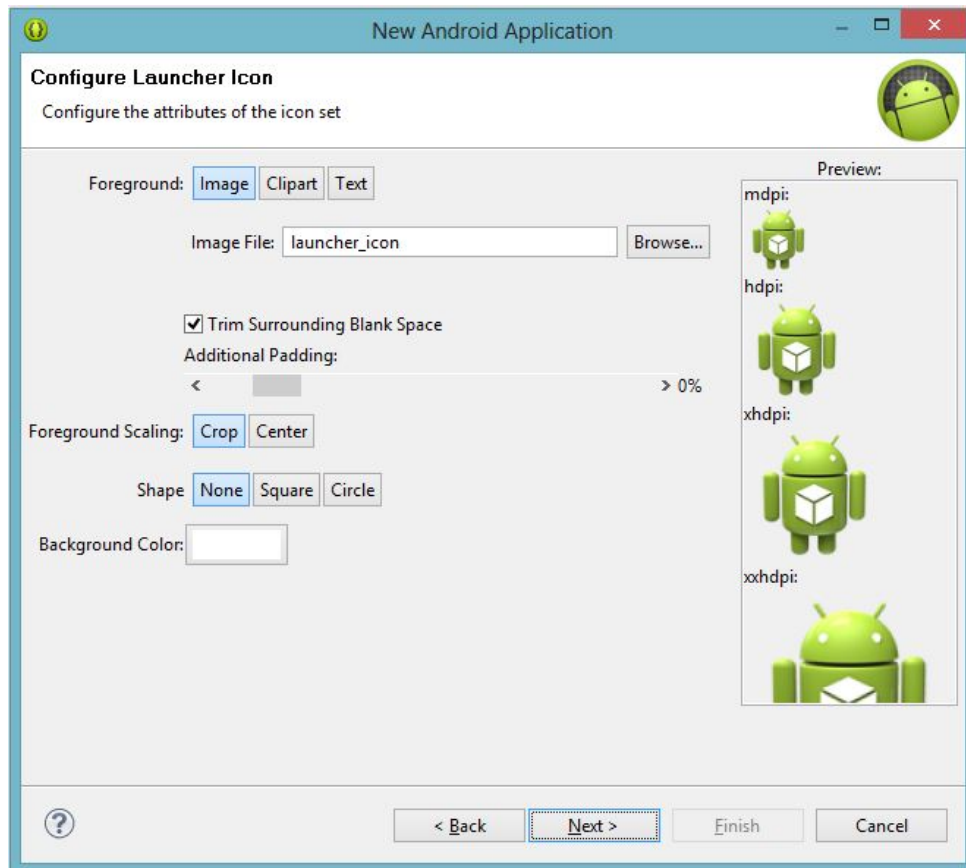 New Android Application
Configure Launcher Icon
Configure the attributes of the icon set
Foreground: Image Clipart Text
Image File: launcher_icon Browse...
Trim Surrounding Blank Space
Additional Padding:
0%
Foreground Scaling: Crop Center
Shape None Square Circle
Background Color:
Preview:
mdpi:
hdpi:
xhdpi:
xxhdpi:
< Back Next > Finish Cancel